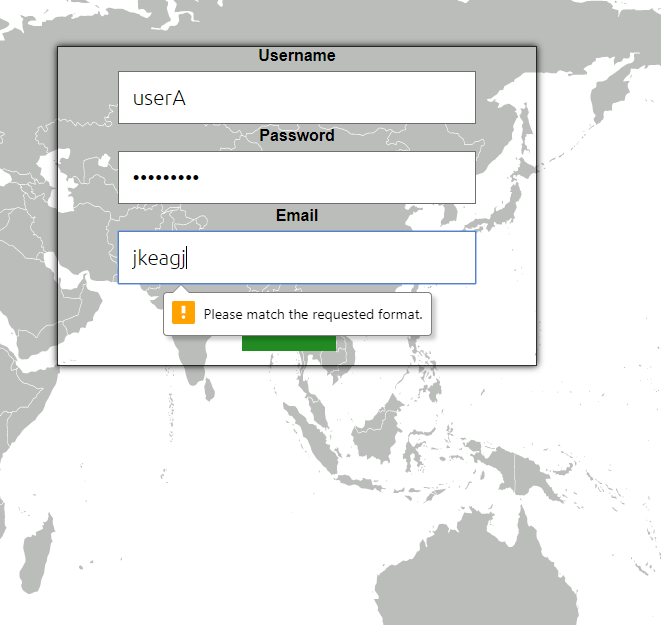 Username
userA
Password
•••••••••
Email
jkeagj
Please match the requested format.